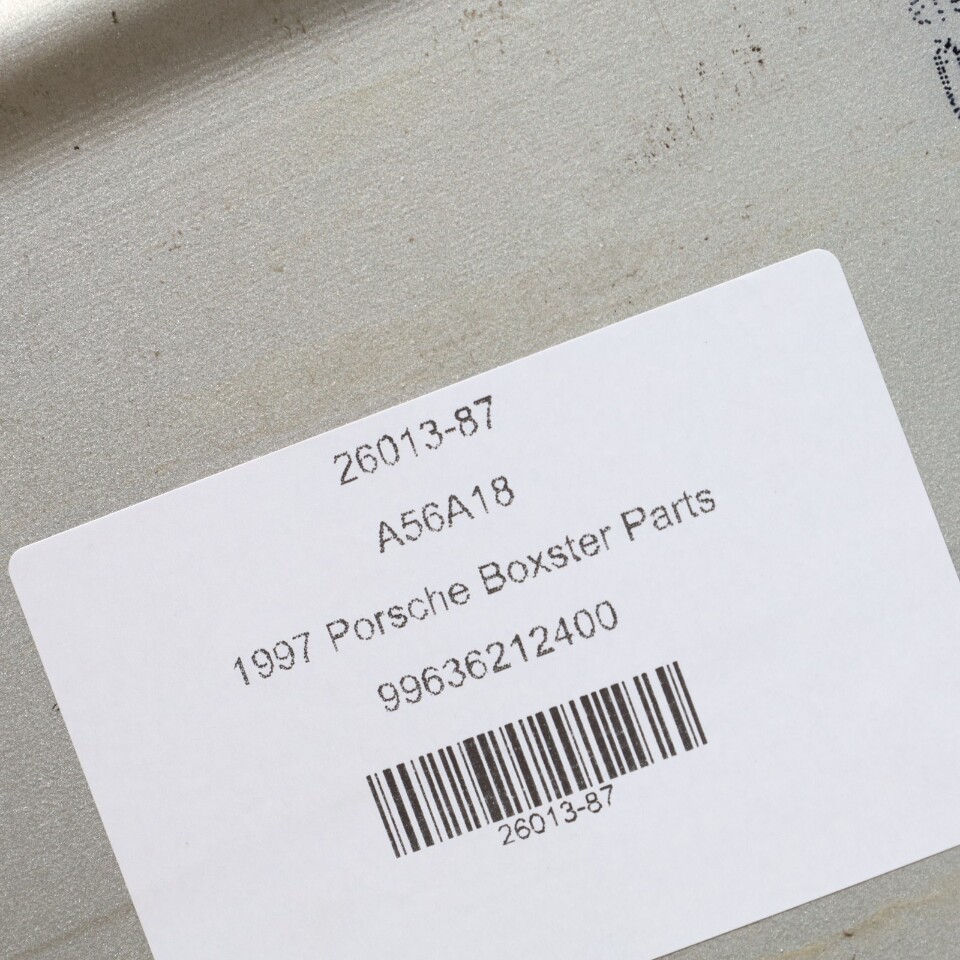 26013-87
A56A18
1997 Porsche Boxster Parts
99636212400
26013-87